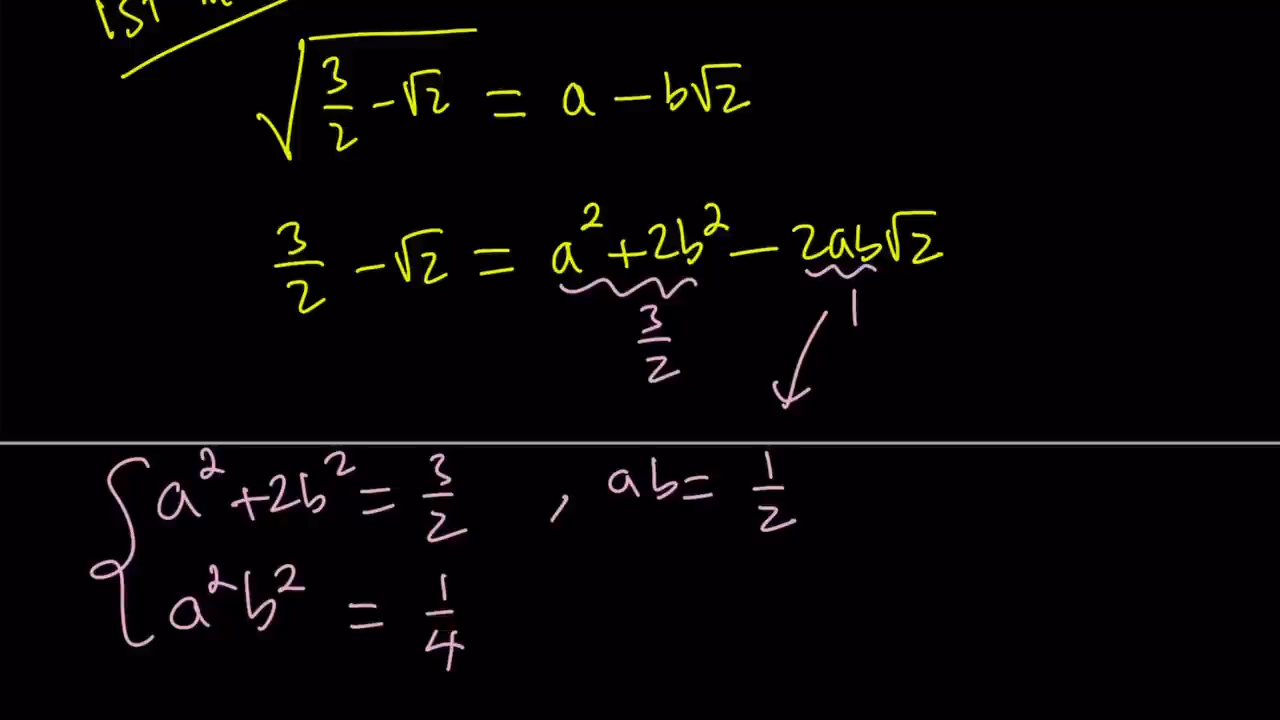 1st
√(3/2 - √2) = a - b√2
3/2 - √2 = a² + 2b² - 2ab√2
3/2 1
a² + 2b² = 3/2 , ab = 1/2
a²b² = 1/4